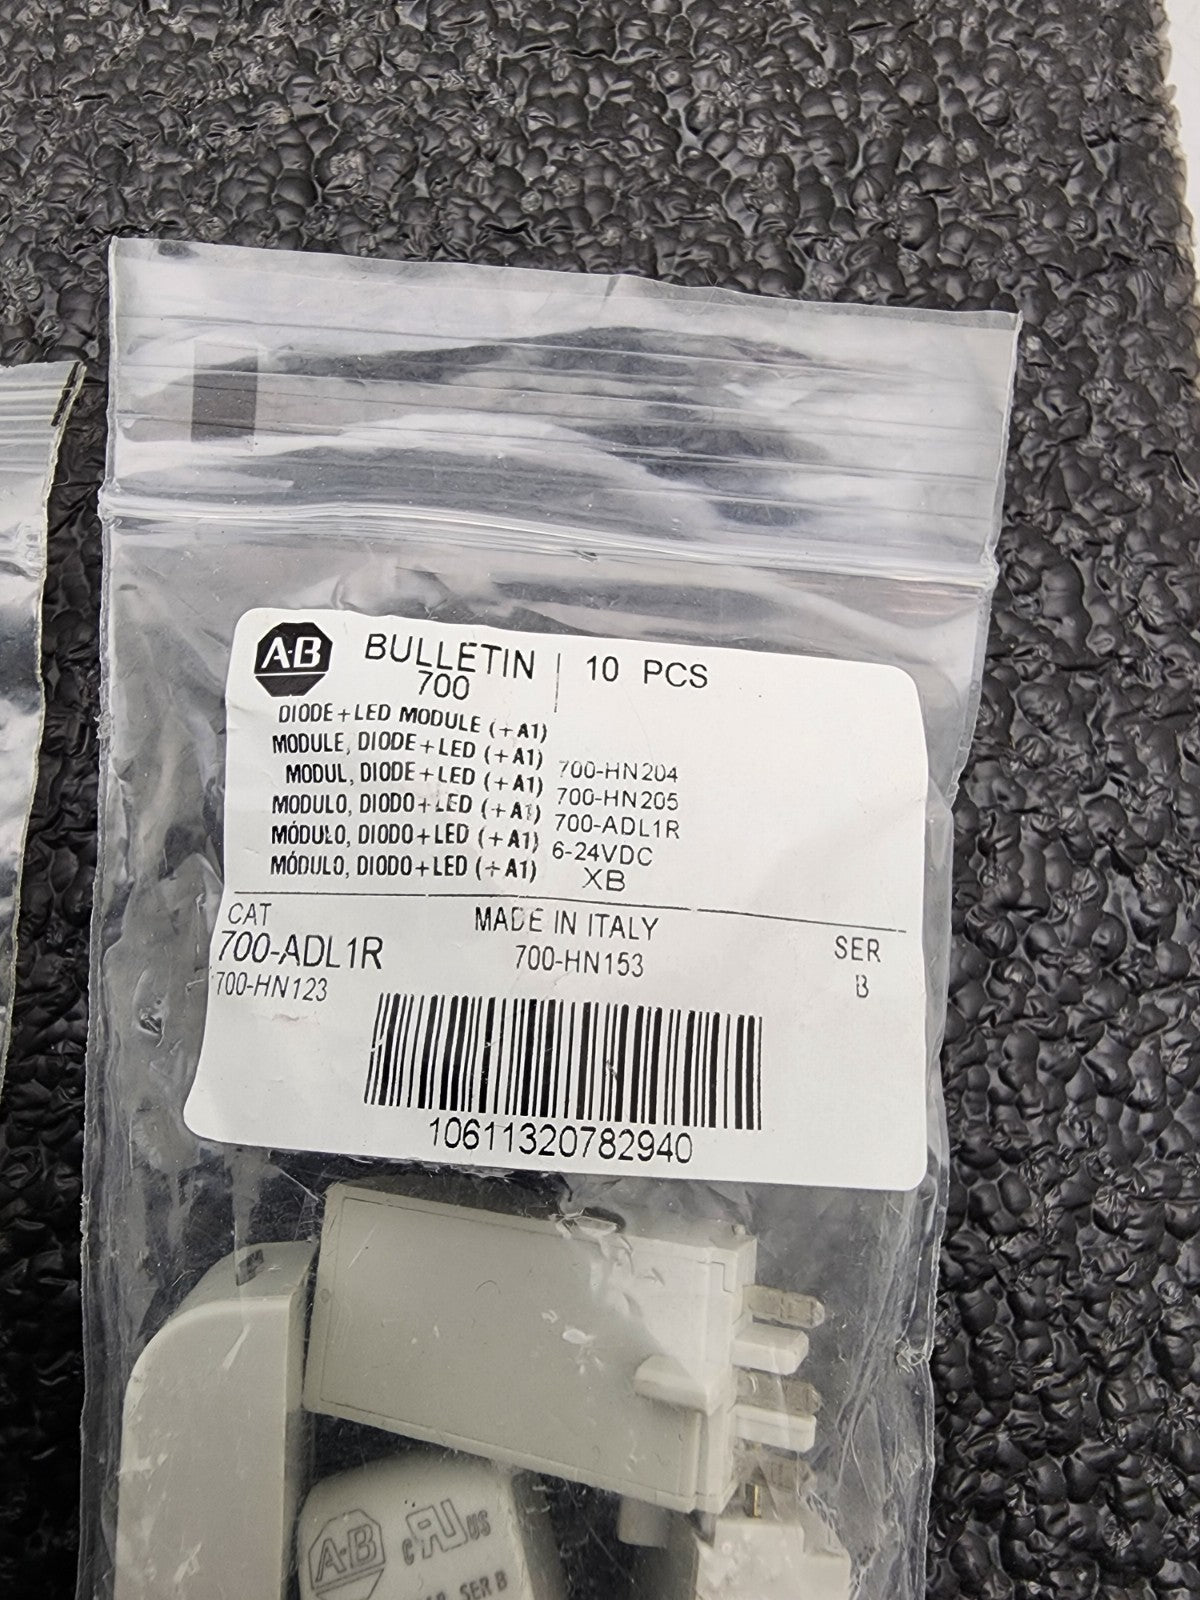 A-B BULLETIN 700 | 10 PCS
DIODE+LED MODULE (+A1)
MODULE, DIODE+LED (+A1)
MODUL, DIODE+LED (+A1)
MODULO, DIODO+LED (+A1)
MÓDULO, DIODO+LED (+A1)
MÓDULO, DIODO+LED (+A1)
700-HN204
700-HN205
700-ADL1R
6-24VDC
XB
CAT
700-ADL1R
700-HN123
MADE IN ITALY
700-HN153
SER
B
10611320782940
A-B
C RU US
SER B